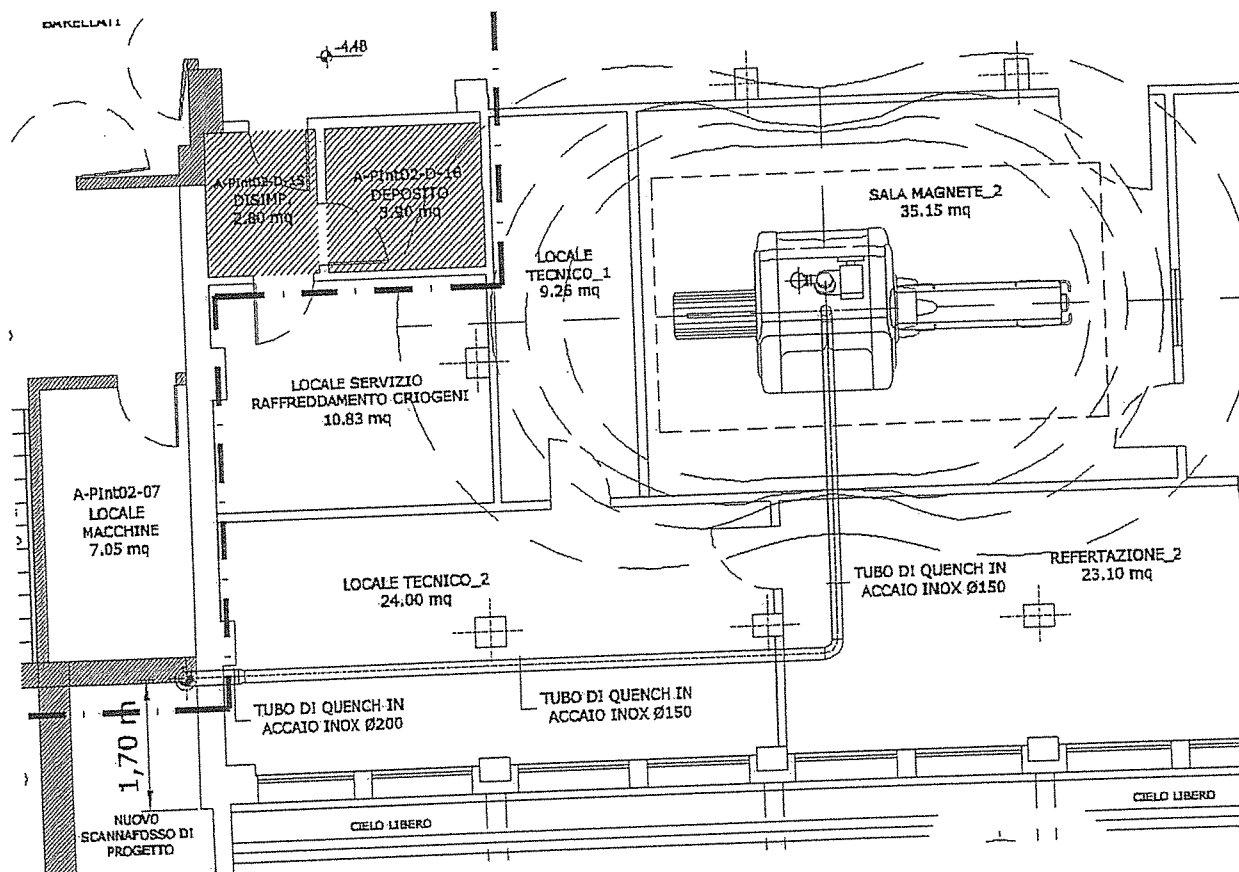 BARELLATI
-4.48
A-PInt02-D-15
DISIMP.
2.80 mq
A-PInt02-D-16
DEPOSITO
3.90 mq
SALA MAGNETE_2
35.15 mq
LOCALE
TECNICO_1
9.26 mq
LOCALE SERVIZIO
RAFFREDDAMENTO CRIOGENI
10.83 mq
A-PInt02-07
LOCALE
MACCHINE
7.05 mq
LOCALE TECNICO_2
24.00 mq
TUBO DI QUENCH IN
ACCAIO INOX Ø150
REFERTAZIONE_2
23.10 mq
TUBO DI QUENCH IN
ACCAIO INOX Ø200
TUBO DI QUENCH IN
ACCAIO INOX Ø150
1,70 m
NUOVO
SCANNAFOSSO DI
PROGETTO
CIELO LIBERO
CIELO LIBERO